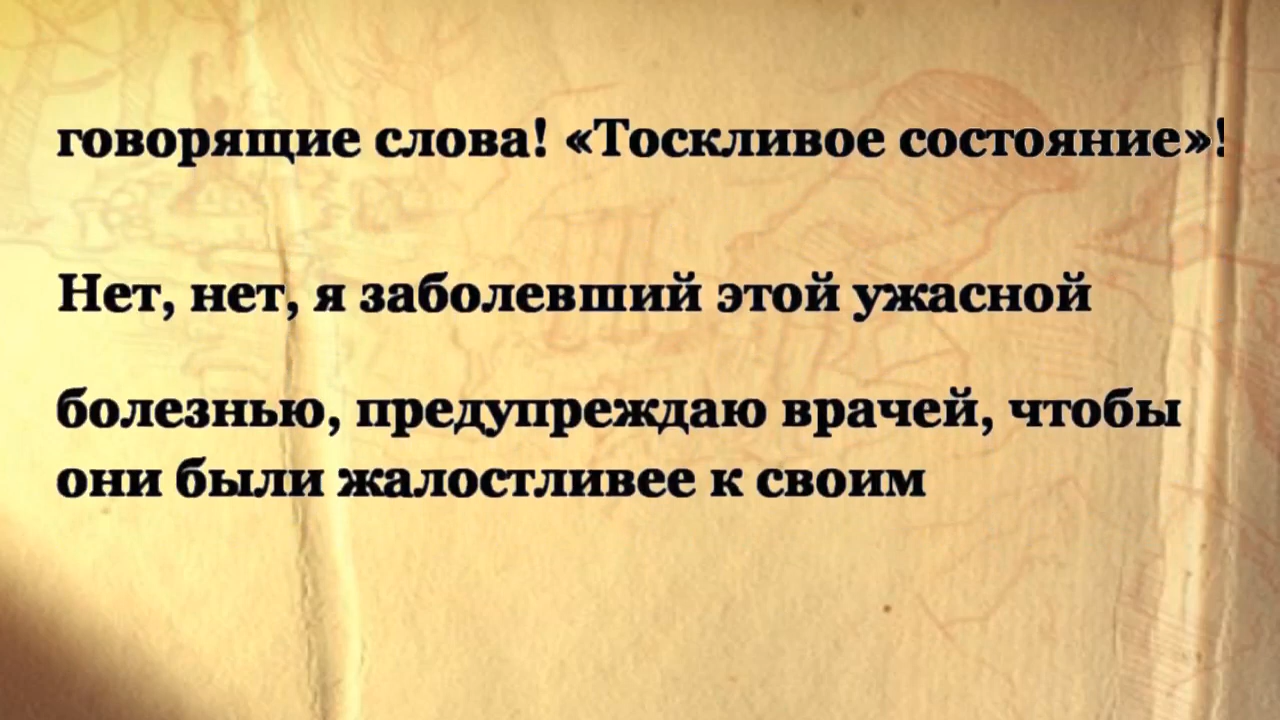 говорящие слова! «Тоскливое состояние»!
Нет, нет, я заболевший этой ужасной
болезнью, предупреждаю врачей, чтобы
они были жалостливее к своим